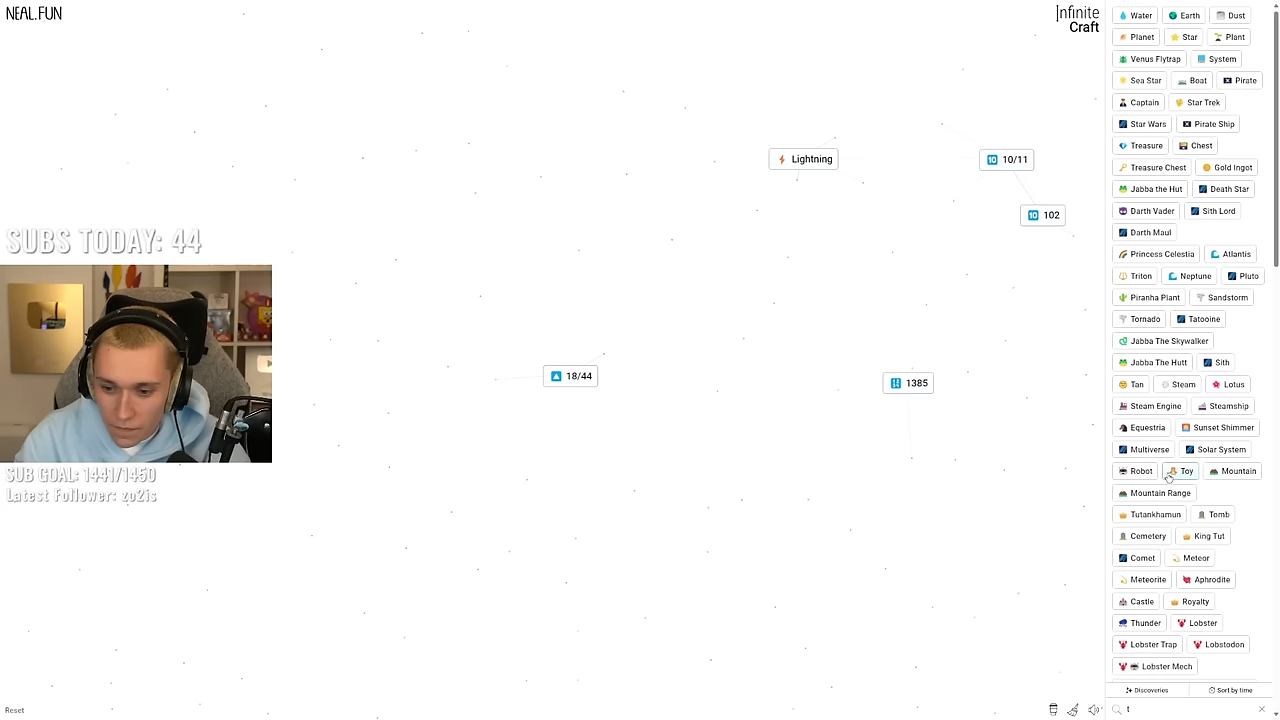 NEAL.FUN
Infinite
Craft
Lightning
10/11
102
18/44
1385
SUBS TODAY: 44
SUB GOAL: 1441/1450
Latest Follower: zo2is
Reset
Water Earth Dust
Planet Star Plant
Venus Flytrap System
Sea Star Boat Pirate
Captain Star Trek
Star Wars Pirate Ship
Treasure Chest
Treasure Chest Gold Ingot
Jabba the Hut Death Star
Darth Vader Sith Lord
Darth Maul
Princess Celestia Atlantis
Triton Neptune Pluto
Piranha Plant Sandstorm
Tornado Tatooine
Jabba The Skywalker
Jabba The Hutt Sith
Tan Steam Lotus
Steam Engine Steamship
Equestria Sunset Shimmer
Multiverse Solar System
Robot Toy Mountain
Mountain Range
Tutankhamun Tomb
Cemetery King Tut
Comet Meteor
Meteorite Aphrodite
Castle Royalty
Thunder Lobster
Lobster Trap Lobstodon
Lobster Mech
Discoveries Sort by time
t